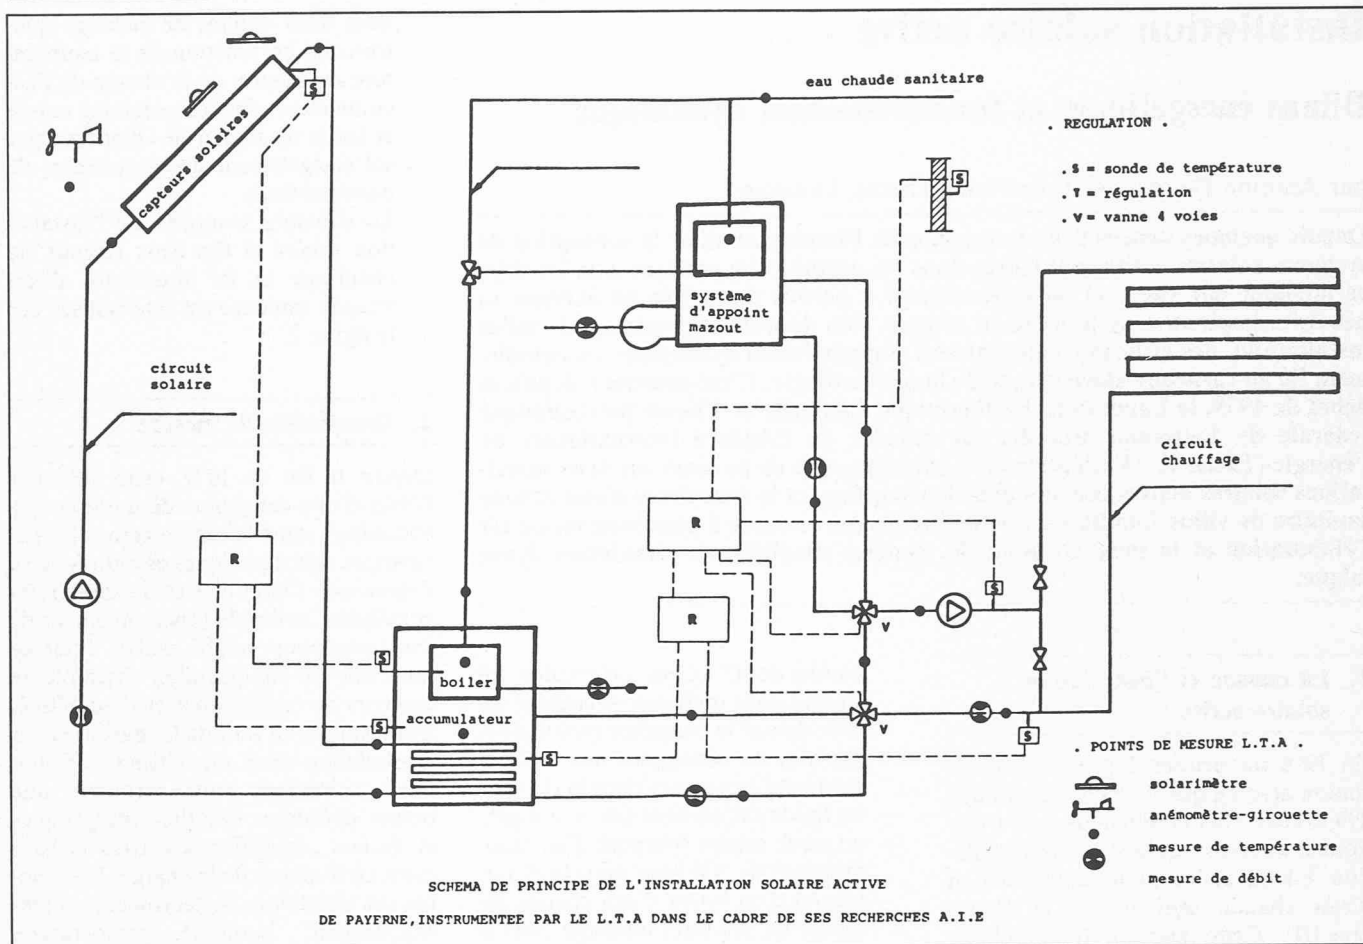 eau chaude sanitaire
. REGULATION .
S
capteurs solaires
S
.S = sonde de température
.r = régulation
.v = vanne 4 voies
système
d'appoint
mazout
circuit
solaire
circuit
chauffage
R
R
S
R
V
S
boiler
accumulateur
S
S
V
S
. POINTS DE MESURE L.T.A .
solarimère
anémomètre-girouette
mesure de température
mesure de débit
SCHEMA DE PRINCIPE DE L'INSTALLATION SOLAIRE ACTIVE
DE PAYERNE,INSTRUMENTEE PAR LE L.T.A DANS LE CADRE DE SES RECHERCHES A.I.E